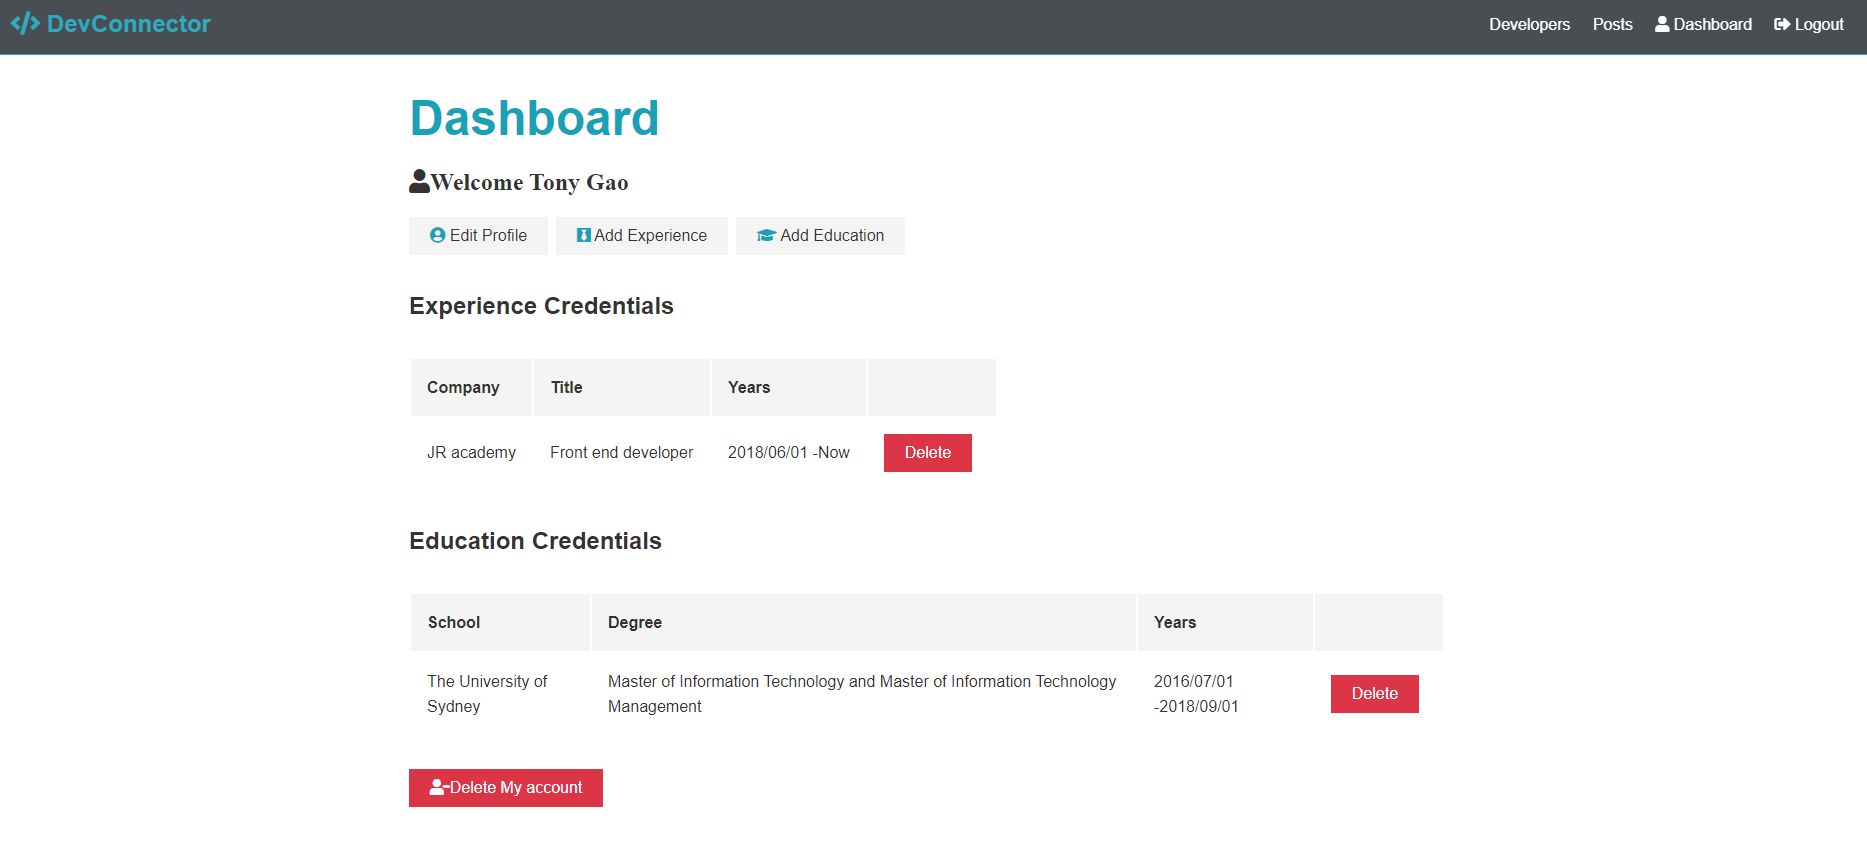 DevConnector
Developers Posts Dashboard Logout
Dashboard
Welcome Tony Gao
Edit Profile Add Experience Add Education
Experience Credentials
Company Title Years
JR academy Front end developer 2018/06/01 -Now Delete
Education Credentials
School Degree Years
The University of Sydney
Master of Information Technology and Master of Information Technology
Management
2016/07/01
-2018/09/01
Delete
Delete My account